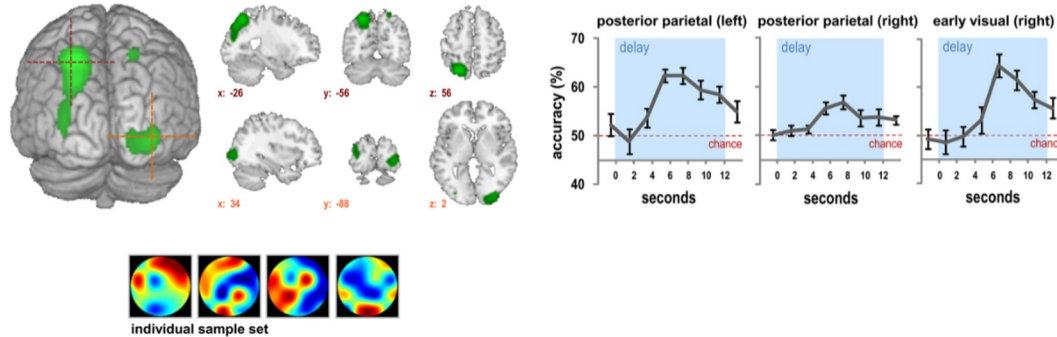 x: -26
y: -56
z: 56
x: 34
y: -88
z: 2
individual sample set
posterior parietal (left)
posterior parietal (right)
early visual (right)
accuracy (%)
70
60
50
40
delay
delay
delay
chance
chance
chanc
0 2 4 6 8 10 12
0 2 4 6 8 10 12
0 2 4 6 8 10 12
seconds
seconds
seconds